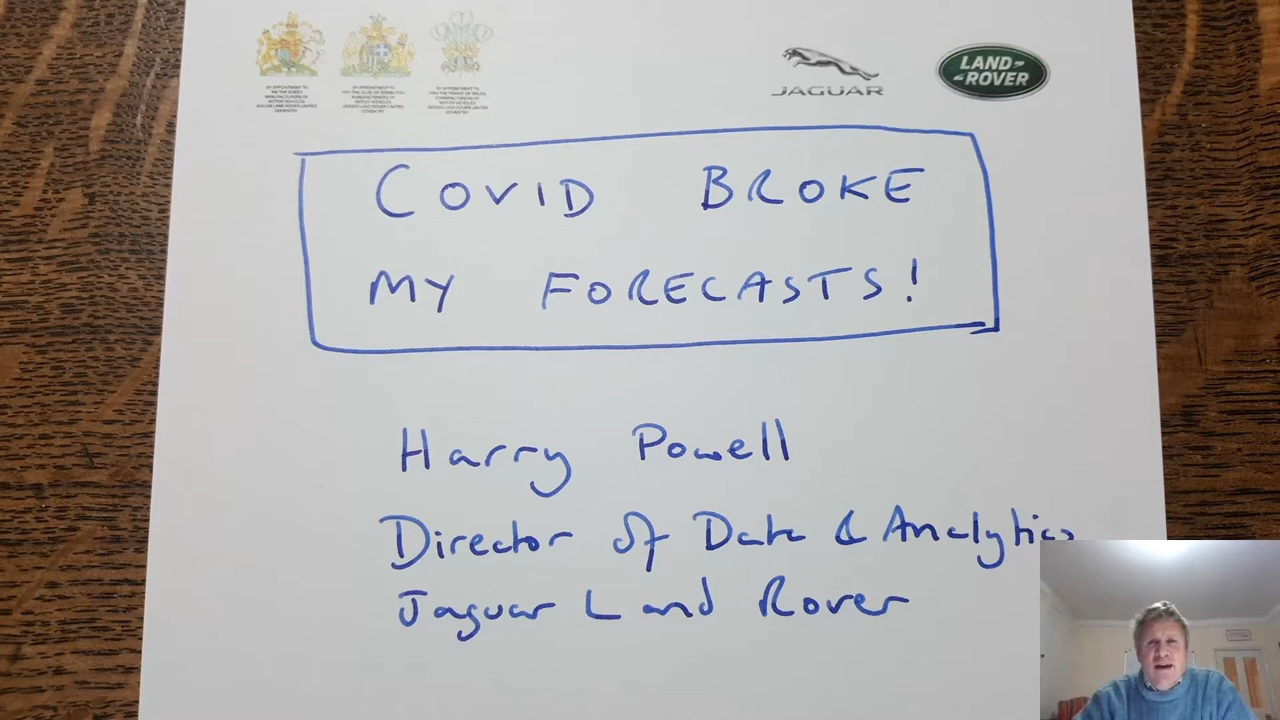 JAGUAR
LAND-
-ROVER
COVID BROKE
MY FORECASTS!
Harry Powell
Director of Data & Analytics
Jaguar Land Rover